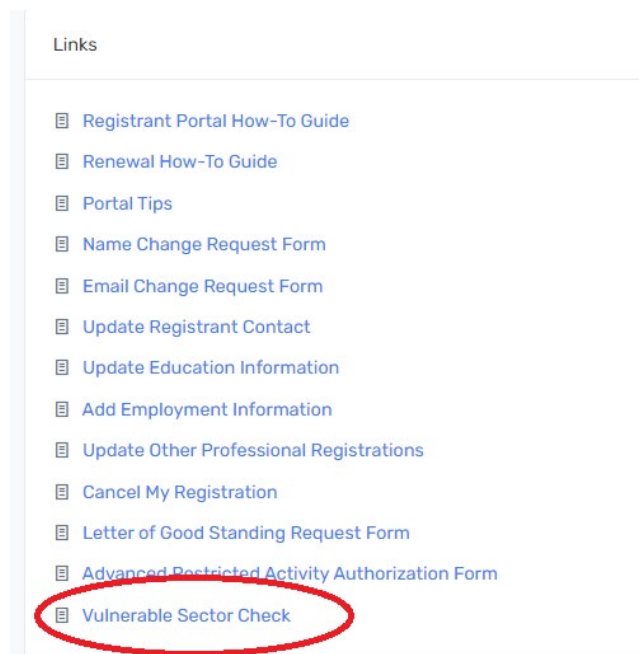 Links
Registrant Portal How-To Guide
Renewal How-To Guide
Portal Tips
Name Change Request Form
Email Change Request Form
Update Registrant Contact
Update Education Information
Add Employment Information
Update Other Professional Registrations
Cancel My Registration
Letter of Good Standing Request Form
Advanced Restricted Activity Authorization Form
Vulnerable Sector Check